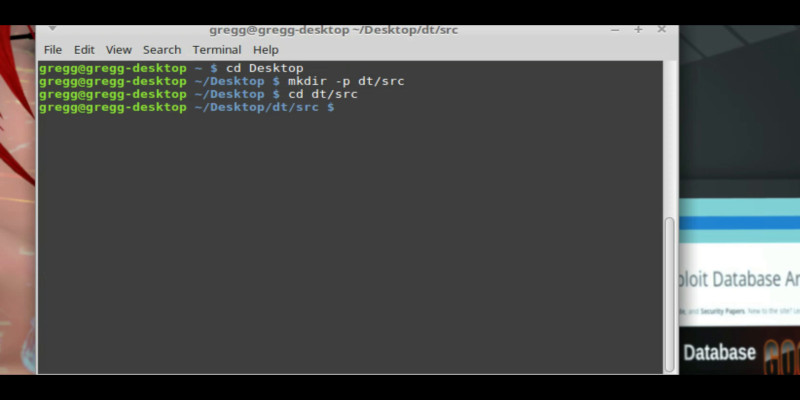 gregg@gregg-desktop ~/Desktop/dt/src
File Edit View Search Terminal Help
gregg@gregg-desktop ~ $ cd Desktop
gregg@gregg-desktop ~/Desktop $ mkdir -p dt/src
gregg@gregg-desktop ~/Desktop $ cd dt/src
gregg@gregg-desktop ~/Desktop/dt/src $
ploit Database Ar
and Security Papers. New to the site?
Database